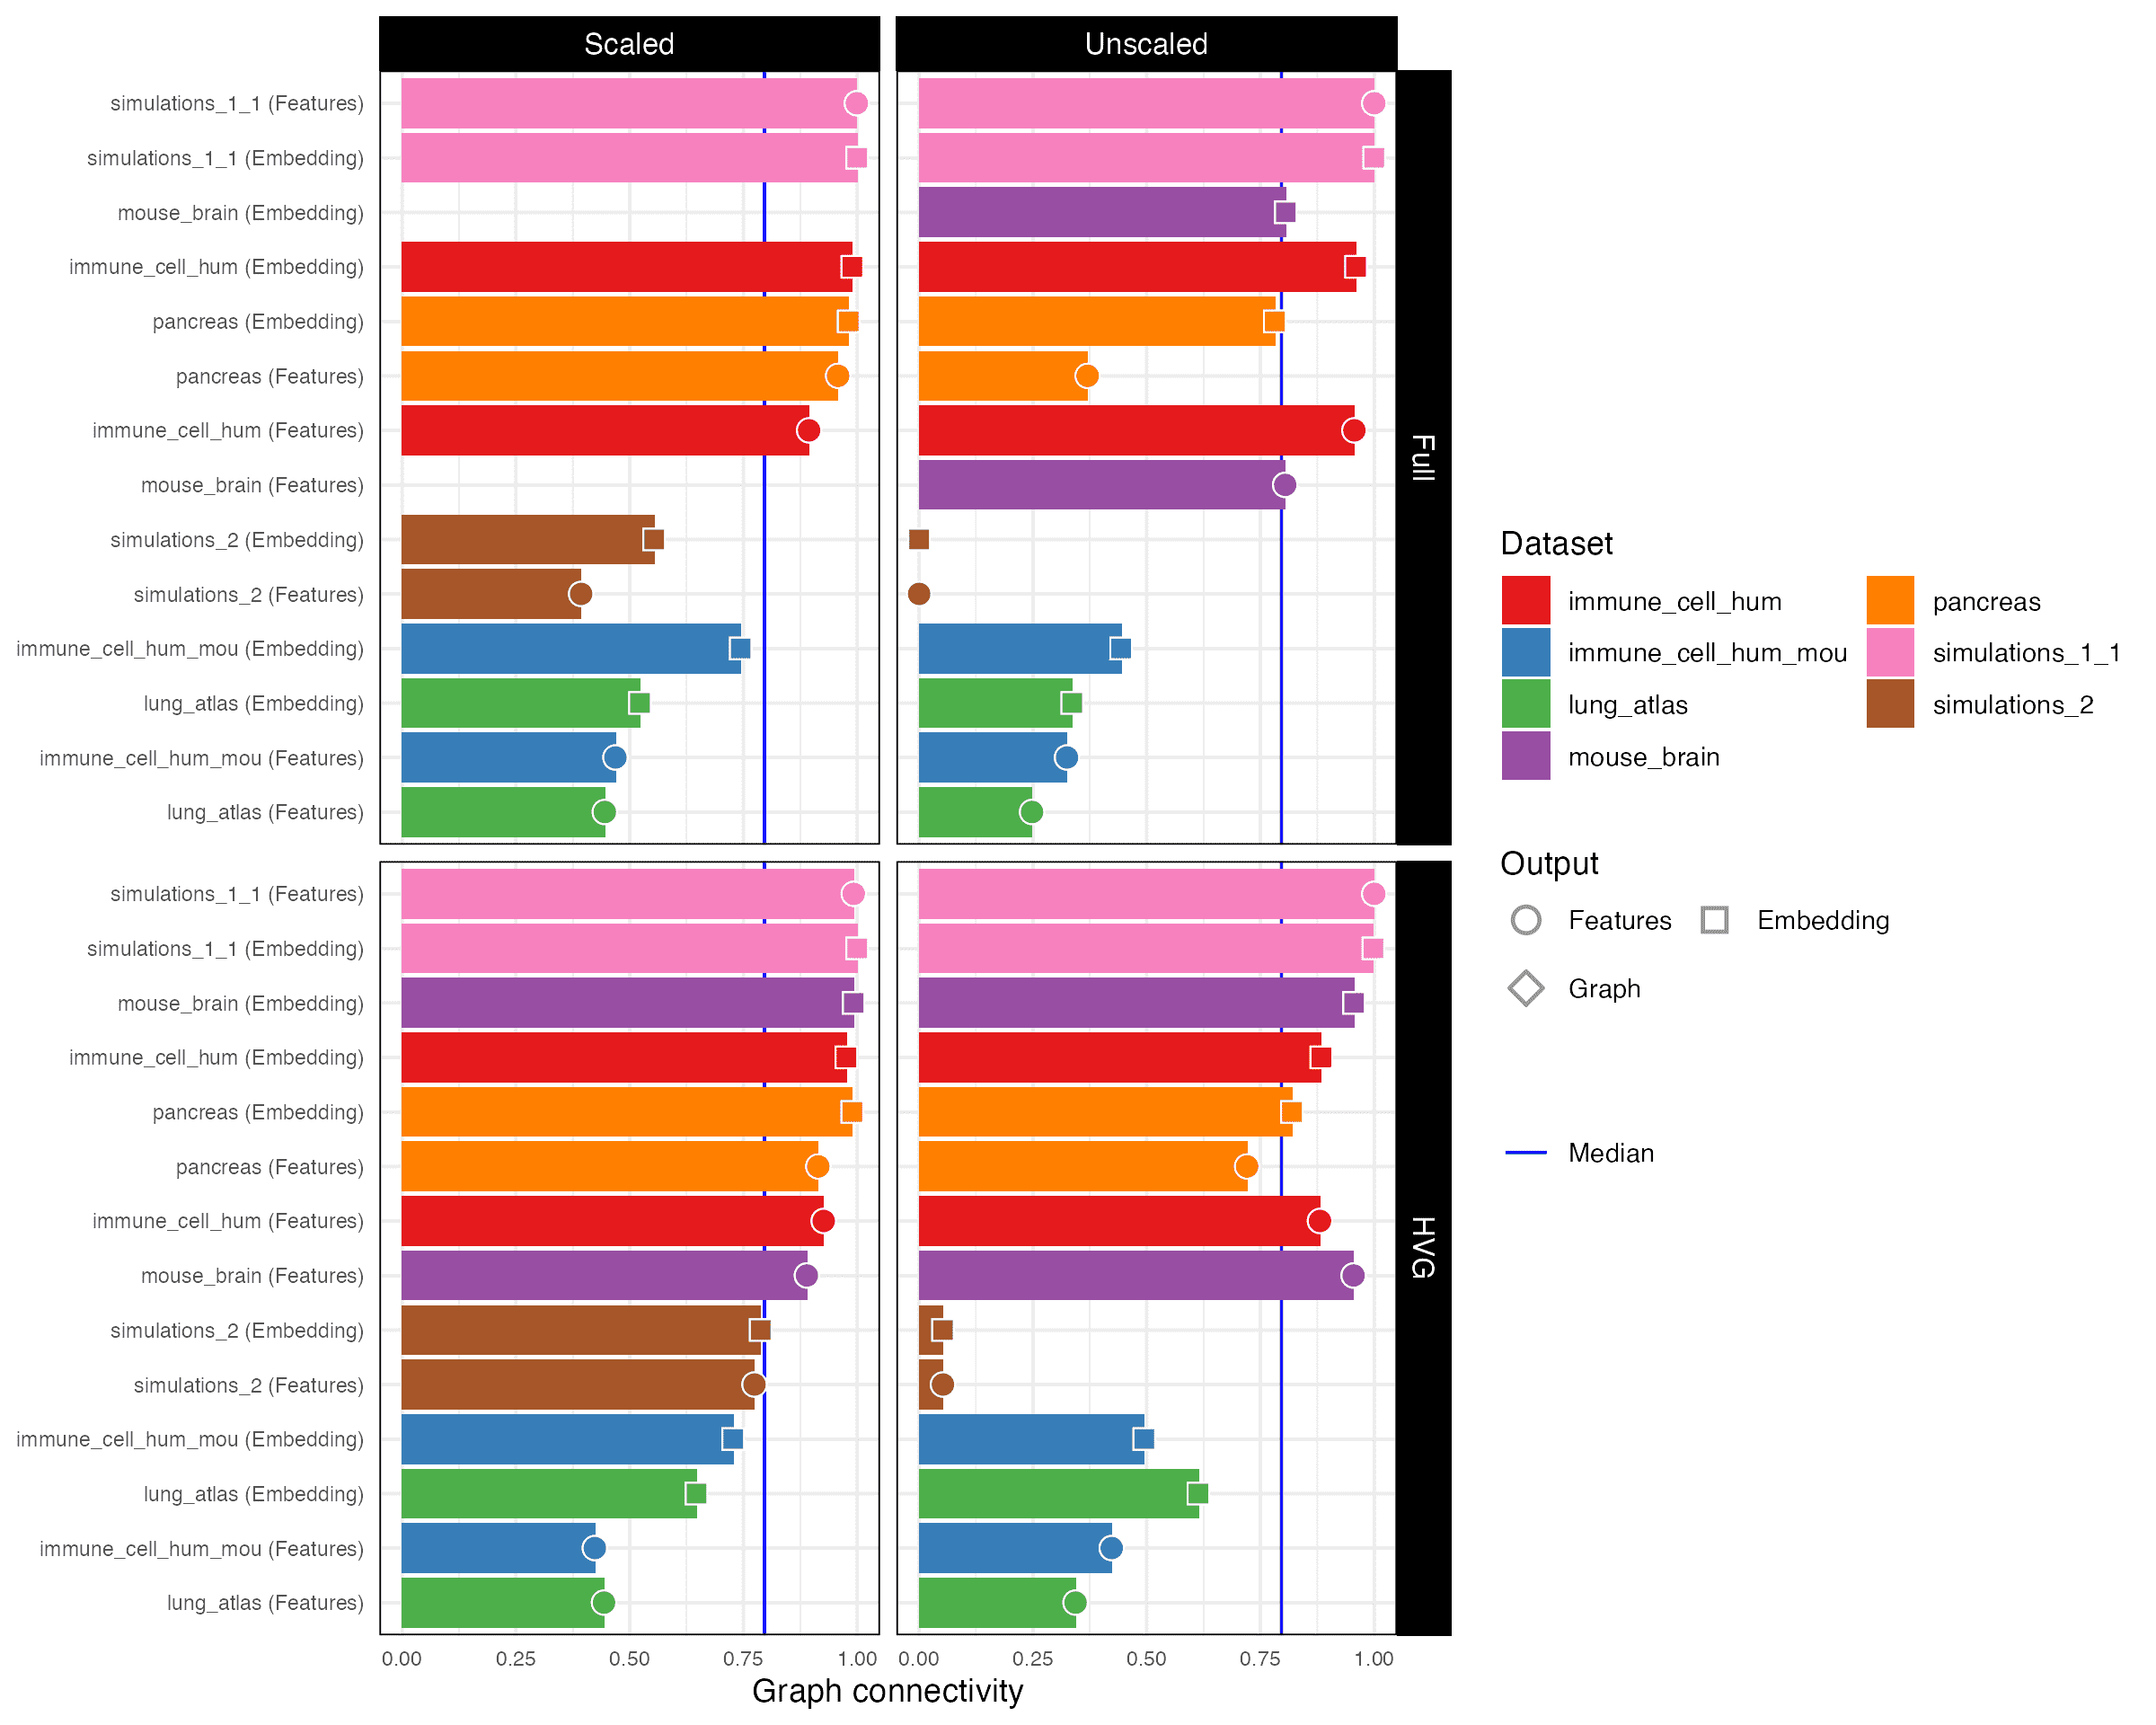 Scaled
Unscaled
simulations_1_1 (Features)
simulations_1_1 (Embedding)
mouse_brain (Embedding)
immune_cell_hum (Embedding)
pancreas (Embedding)
pancreas (Features)
immune_cell_hum (Features)
mouse_brain (Features)
simulations_2 (Embedding)
simulations_2 (Features)
immune_cell_hum_mou (Embedding)
lung_atlas (Embedding)
immune_cell_hum_mou (Features)
lung_atlas (Features)
Full
simulations_1_1 (Features)
simulations_1_1 (Embedding)
mouse_brain (Embedding)
immune_cell_hum (Embedding)
pancreas (Embedding)
pancreas (Features)
immune_cell_hum (Features)
mouse_brain (Features)
simulations_2 (Embedding)
simulations_2 (Features)
immune_cell_hum_mou (Embedding)
lung_atlas (Embedding)
immune_cell_hum_mou (Features)
lung_atlas (Features)
HVG
0.00 0.25 0.50 0.75 1.00
0.00 0.25 0.50 0.75 1.00
Graph connectivity
Dataset
immune_cell_hum
immune_cell_hum_mou
lung_atlas
mouse_brain
pancreas
simulations_1_1
simulations_2
Output
Features
Embedding
Graph
Median